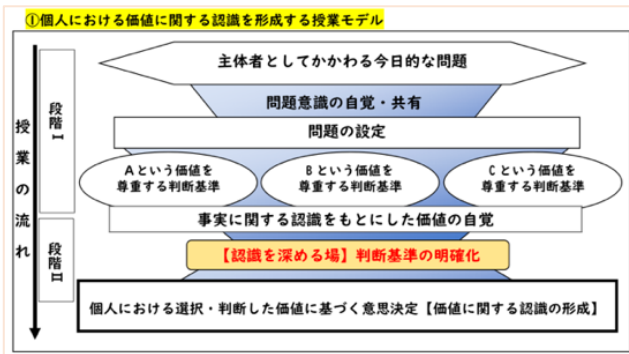 ①個人における価値に関する認識を形成する授業モデル
授業の流れ
段階Ⅰ
主体者としてかかわる今日的な問題
問題意識の自覚・共有
問題の設定
Aという価値を
尊重する判断基準
Bという価値を
尊重する判断基準
Cという価値を
尊重する判断基準
事実に関する認識をもとにした価値の自覚
段階Ⅱ
【認識を深める場】判断基準の明確化
個人における選択・判断した価値に基づく意思決定【価値に関する認識の形成】